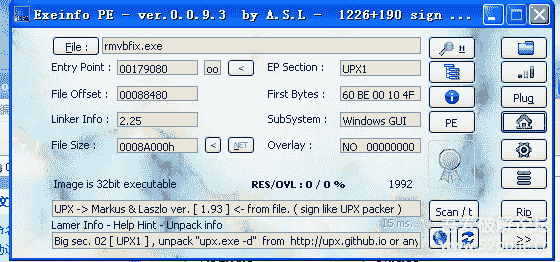 Exeinfo PE - ver.0.0.9.3 by A.S.L - 1226+190 sign ...
File : rmvbfix.exe H
Entry Point : 00179080 oo < EP Section : UPX1
File Offset : 00088480 First Bytes : 60 BE 00 10 4F Plug
Linker Info : 2.25 SubSystem : Windows GUI PE
File Size : 0008A000h < .NET Overlay : NO 00000000
Image is 32bit executable RES/OVL : 0 / 0 % 1992
UPX -> Markus & Laszlo ver. [ 1.93 ] <- from file. ( sign like UPX packer ) Scan / t Rip
Lamer Info - Help Hint - Unpack info 15 ms.
Big sec. 02 [ UPX1 ] , unpack "upx.exe -d" from http://upx.github.io or any >>